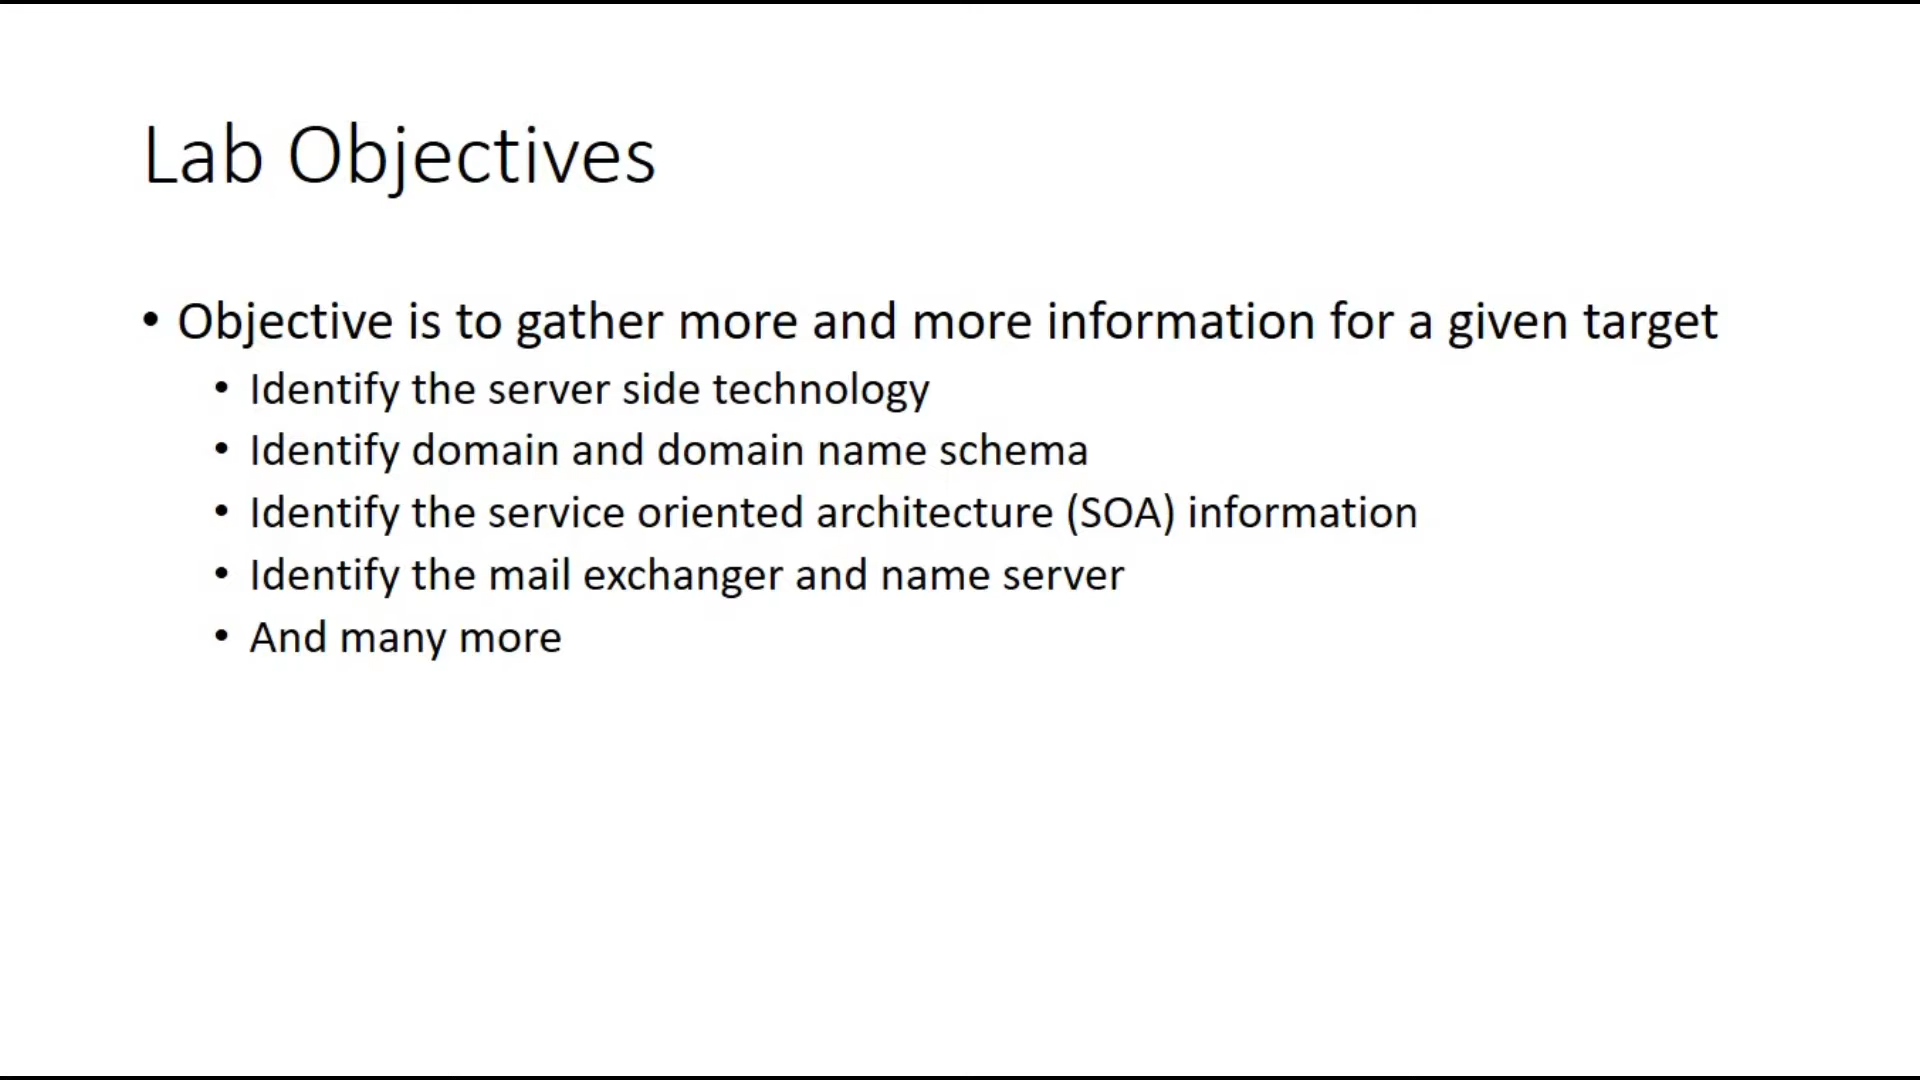 Lab Objectives
• Objective is to gather more and more information for a given target
• Identify the server side technology
• Identify domain and domain name schema
• Identify the service oriented architecture (SOA) information
• Identify the mail exchanger and name server
• And many more